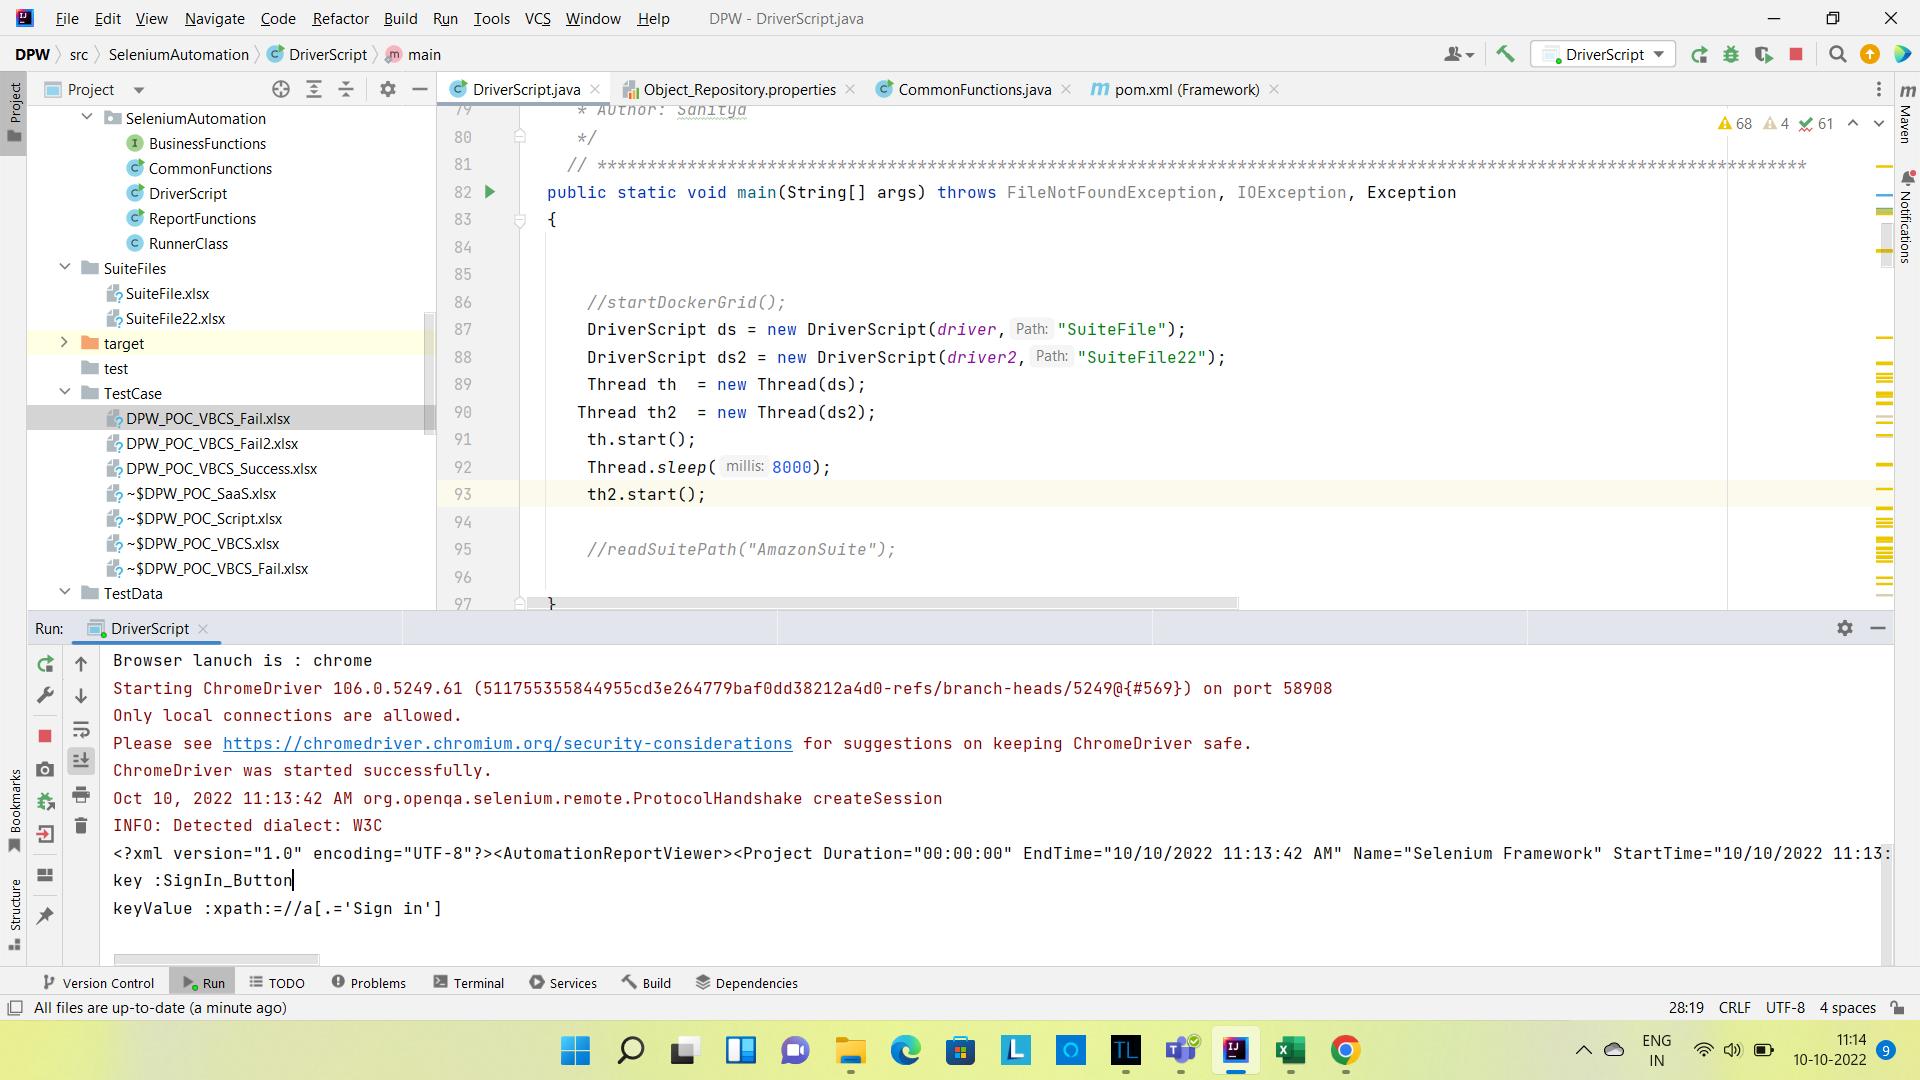 File Edit View Navigate Code Refactor Build Run Tools VCS Window Help DPW - DriverScript.java
DPW src SeleniumAutomation DriverScript main DriverScript
Project
DriverScript.java Object_Repository.properties CommonFunctions.java pom.xml (Framework)
Project
Maven
Notifications
Bookmarks
Structure
SeleniumAutomation
BusinessFunctions
CommonFunctions
DriverScript
ReportFunctions
RunnerClass
SuiteFiles
SuiteFile.xlsx
SuiteFile22.xlsx
target
test
TestCase
DPW_POC_VBCS_Fail.xlsx
DPW_POC_VBCS_Fail2.xlsx
DPW_POC_VBCS_Success.xlsx
~$DPW_POC_SaaS.xlsx
~$DPW_POC_Script.xlsx
~$DPW_POC_VBCS.xlsx
~$DPW_POC_VBCS_Fail.xlsx
TestData
68 4 61
79 * Author: Sahitya
80 */
81 // *************************************************************************************************************************
82 public static void main(String[] args) throws FileNotFoundException, IOException, Exception
83 {
84
85
86 //startDockerGrid();
87 DriverScript ds = new DriverScript(driver, Path: "SuiteFile");
88 DriverScript ds2 = new DriverScript(driver2, Path: "SuiteFile22");
89 Thread th = new Thread(ds);
90 Thread th2 = new Thread(ds2);
91 th.start();
92 Thread.sleep( millis: 8000);
93 th2.start();
94
95 //readSuitePath("AmazonSuite");
96
97 }
Run: DriverScript
Browser lanuch is : chrome
Starting ChromeDriver 106.0.5249.61 (511755355844955cd3e264779baf0dd38212a4d0-refs/branch-heads/5249@{#569}) on port 58908
Only local connections are allowed.
Please see https://chromedriver.chromium.org/security-considerations for suggestions on keeping ChromeDriver safe.
ChromeDriver was started successfully.
Oct 10, 2022 11:13:42 AM org.openqa.selenium.remote.ProtocolHandshake createSession
INFO: Detected dialect: W3C
<?xml version="1.0" encoding="UTF-8"?><AutomationReportViewer><Project Duration="00:00:00" EndTime="10/10/2022 11:13:42 AM" Name="Selenium Framework" StartTime="10/10/2022 11:13:
key :SignIn_Button
keyValue :xpath:=//a[.='Sign in']
Version Control Run TODO Problems Terminal Services Build Dependencies
All files are up-to-date (a minute ago) 28:19 CRLF UTF-8 4 spaces
ENG
IN
11:14
10-10-2022
9